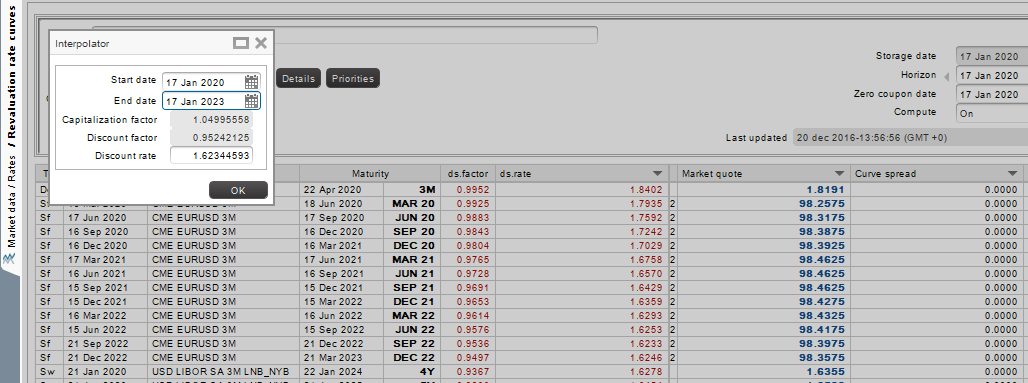 Market data / Rates / Revaluation rate curves
Interpolator
Start date 17 Jan 2020
End date 17 Jan 2023
Capitalization factor 1.04995558
Discount factor 0.95242125
Discount rate 1.62344593
OK
Details Priorities
Storage date 17 Jan 2020
Horizon 17 Jan 2020
Zero coupon date 17 Jan 2020
Compute On
Last updated 20 dec 2016-13:56:56 (GMT +0)
Maturity ds.factor ds.rate Market quote Curve spread
22 Apr 2020 3M 0.9952 1.8402 1.8191 0.0000
Sf CME EURUSD 3M 18 Jun 2020 MAR 20 0.9925 1.7935 2 98.2575 0.0000
Sf 17 Jun 2020 CME EURUSD 3M 17 Sep 2020 JUN 20 0.9883 1.7592 2 98.3175 0.0000
Sf 16 Sep 2020 CME EURUSD 3M 16 Dec 2020 SEP 20 0.9843 1.7242 2 98.3875 0.0000
Sf 16 Dec 2020 CME EURUSD 3M 16 Mar 2021 DEC 20 0.9804 1.7029 2 98.3925 0.0000
Sf 17 Mar 2021 CME EURUSD 3M 17 Jun 2021 MAR 21 0.9765 1.6758 2 98.4625 0.0000
Sf 16 Jun 2021 CME EURUSD 3M 16 Sep 2021 JUN 21 0.9728 1.6570 2 98.4625 0.0000
Sf 15 Sep 2021 CME EURUSD 3M 15 Dec 2021 SEP 21 0.9691 1.6429 2 98.4625 0.0000
Sf 15 Dec 2021 CME EURUSD 3M 15 Mar 2022 DEC 21 0.9653 1.6359 2 98.4275 0.0000
Sf 16 Mar 2022 CME EURUSD 3M 16 Jun 2022 MAR 22 0.9614 1.6293 2 98.4325 0.0000
Sf 15 Jun 2022 CME EURUSD 3M 15 Sep 2022 JUN 22 0.9576 1.6253 2 98.4175 0.0000
Sf 21 Sep 2022 CME EURUSD 3M 21 Dec 2022 SEP 22 0.9536 1.6233 2 98.3975 0.0000
Sf 21 Dec 2022 CME EURUSD 3M 21 Mar 2023 DEC 22 0.9497 1.6246 2 98.3575 0.0000
Sw 21 Jan 2020 USD LIBOR SA 3M LNB_NYB 22 Jan 2024 4Y 0.9367 1.6278 1.6355 0.0000